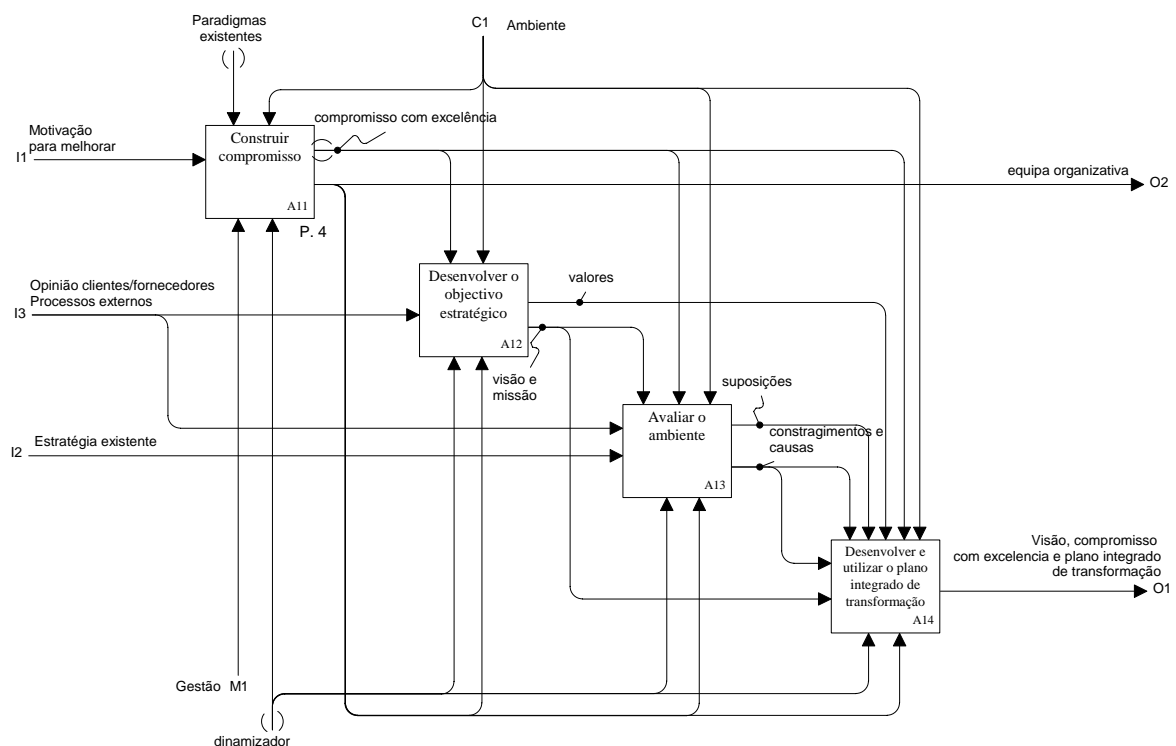 Paradigmas
existentes
C1 Ambiente
compromisso com excelência
Motivação
para melhorar
I1
Construir
compromisso
A11
P. 4
equipa organizativa
O2
Opinião clientes/fornecedores
Processos externos
I3
Desenvolver o
objectivo
estratégico
A12
valores
visão e
missão
suposições
constragimentos e
causas
Estratégia existente
I2
Avaliar o
ambiente
A13
Desenvolver e
utilizar o plano
integrado de
transformação
A14
Visão, compromisso
com excelencia e plano integrado
de transformação
O1
Gestão M1
dinamizador